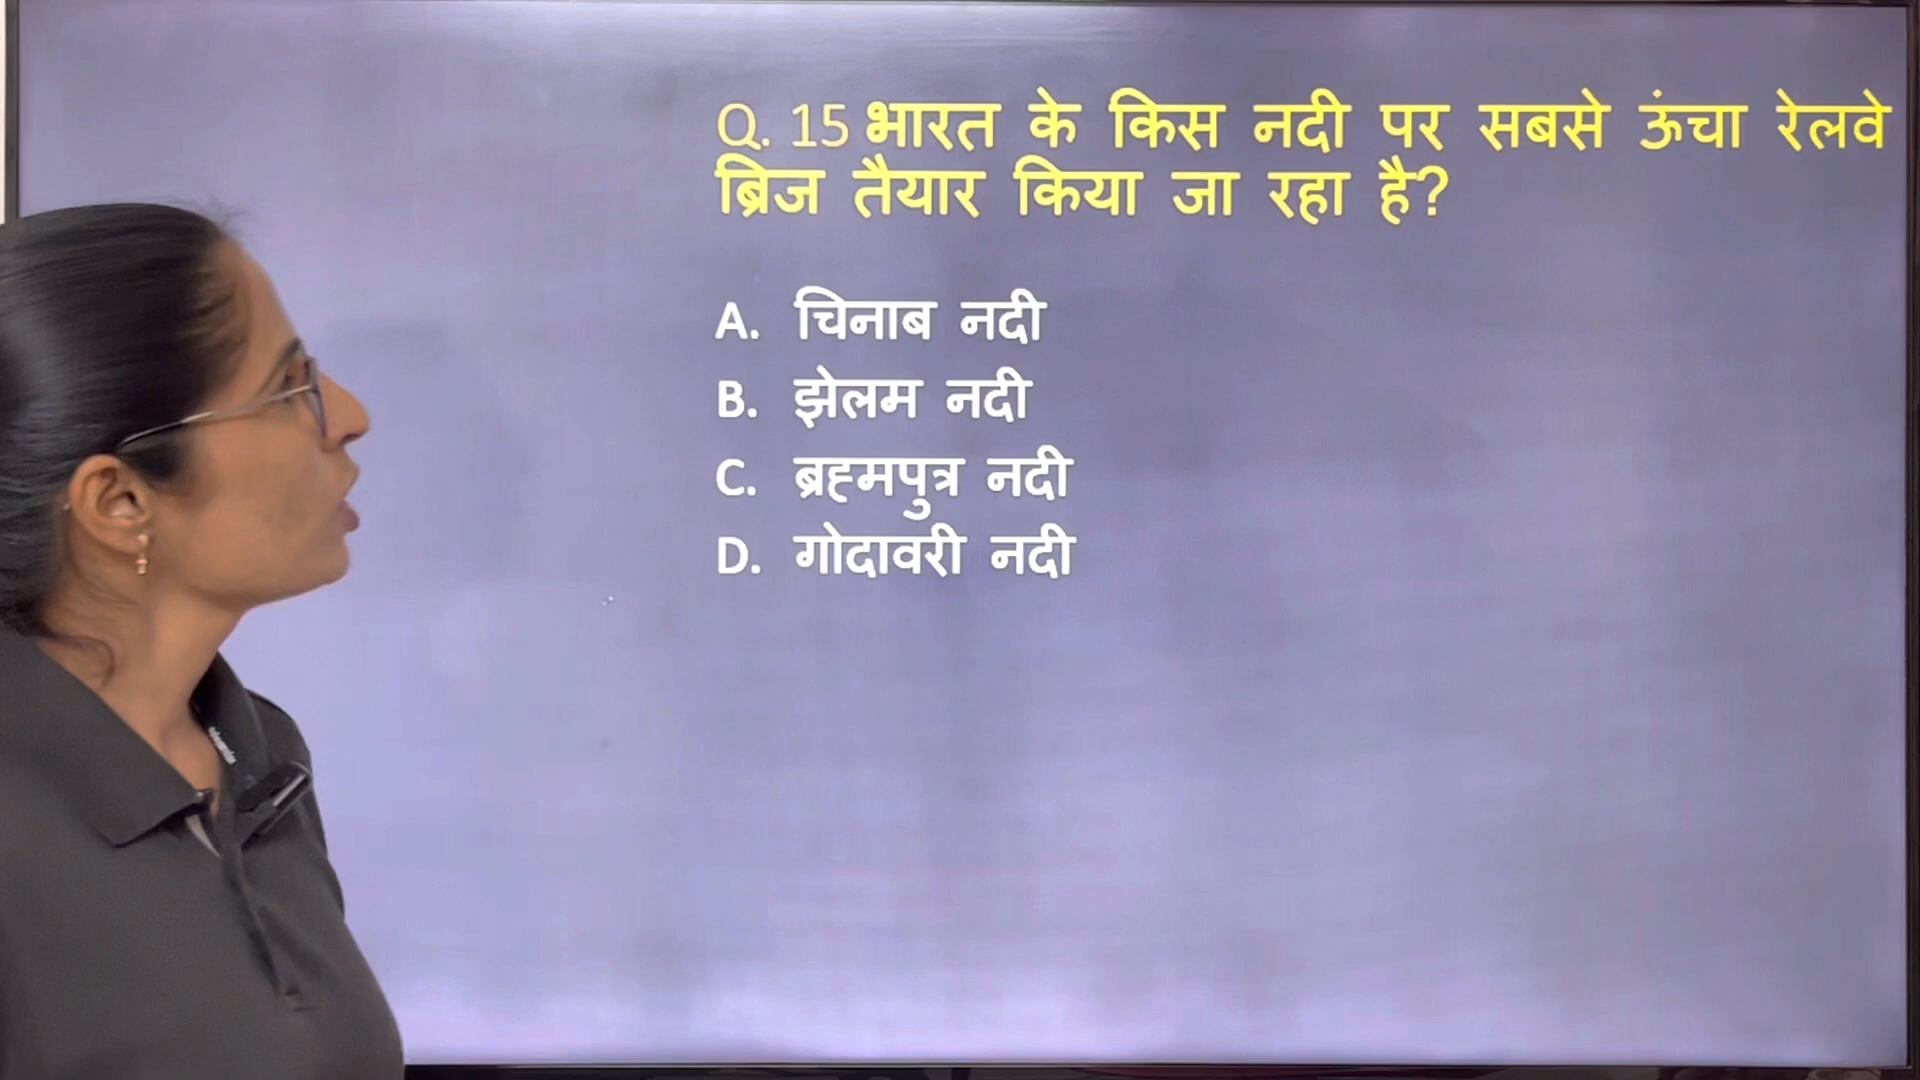 Q. 15 भारत के किस नदी पर सबसे ऊंचा रेलवे
ब्रिज तैयार किया जा रहा है?
A. चिनाब नदी
B. झेलम नदी
C. ब्रह्मपुत्र नदी
D. गोदावरी नदी